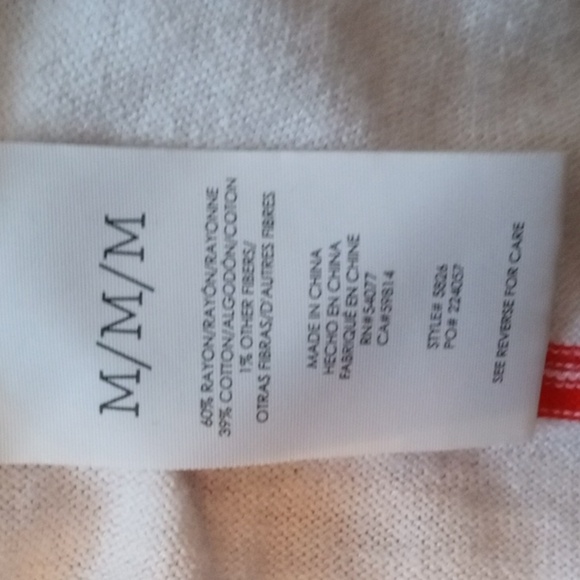 M/M/M
60% RAYON/RAYÓN/RAYONNE
39% COTTON/ALGODÓN/COTON
1% OTHER FIBERS/
OTRAS FIBRAS/D'AUTRES FIBRES
MADE IN CHINA
HECHO EN CHINA
FABRIQUÉ EN CHINE
RN#54077
CA#59814
STYLE# 5826
PO# 224057
SEE REVERSE FOR CARE